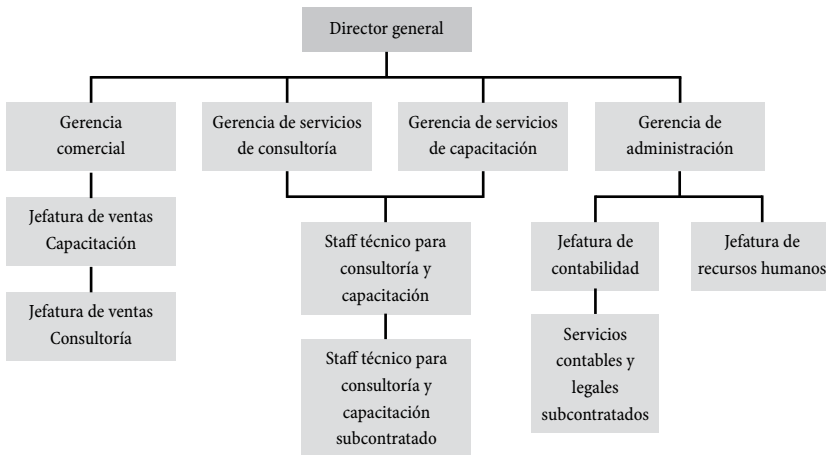 Director general
Gerencia
comercial
Gerencia de servicios
de consultoría
Gerencia de servicios
de capacitación
Gerencia de
administración
Jefatura de ventas
Capacitación
Jefatura de ventas
Consultoría
Staff técnico para
consultoría y
capacitación
Staff técnico para
consultoría y
capacitación
subcontratado
Jefatura de
contabilidad
Jefatura de
recursos humanos
Servicios
contables y
legales
subcontratados